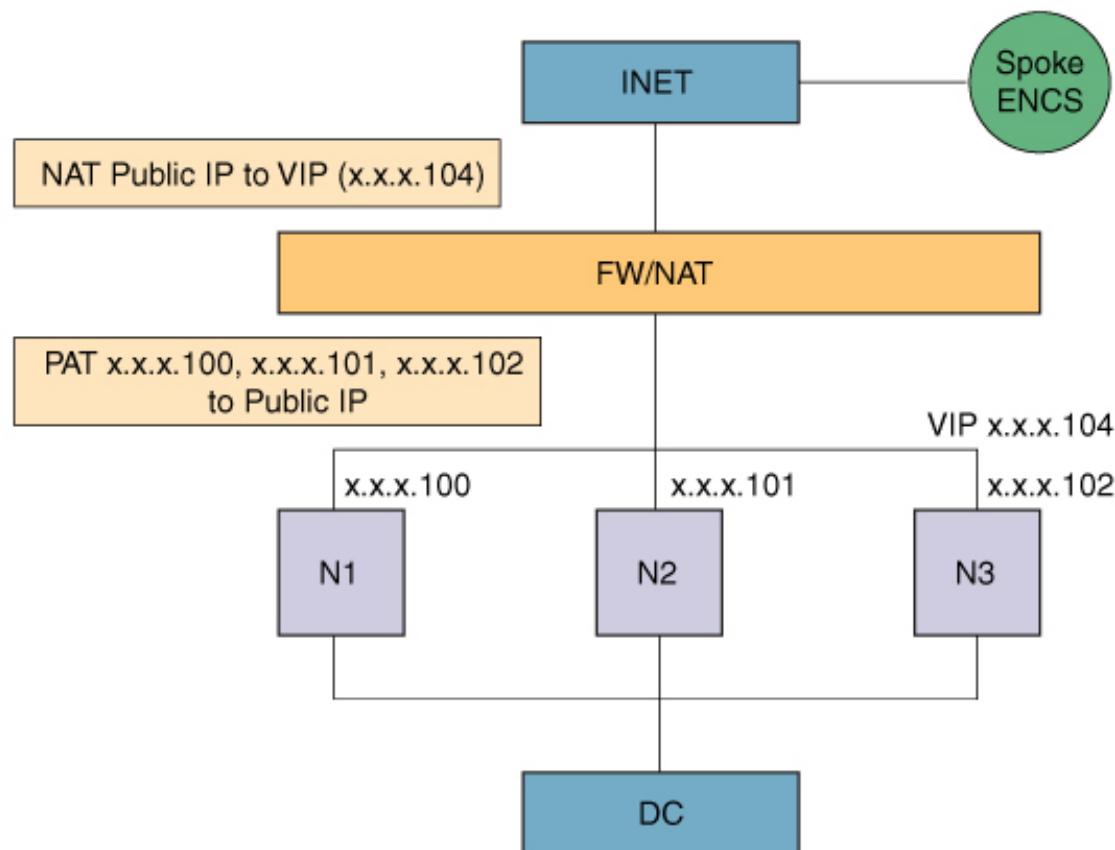 INET
Spoke
ENCS
NAT Public IP to VIP (x.x.x.104)
FW/NAT
PAT x.x.x.100, x.x.x.101, x.x.x.102
to Public IP
VIP x.x.x.104
x.x.x.100
x.x.x.101
x.x.x.102
N1
N2
N3
DC